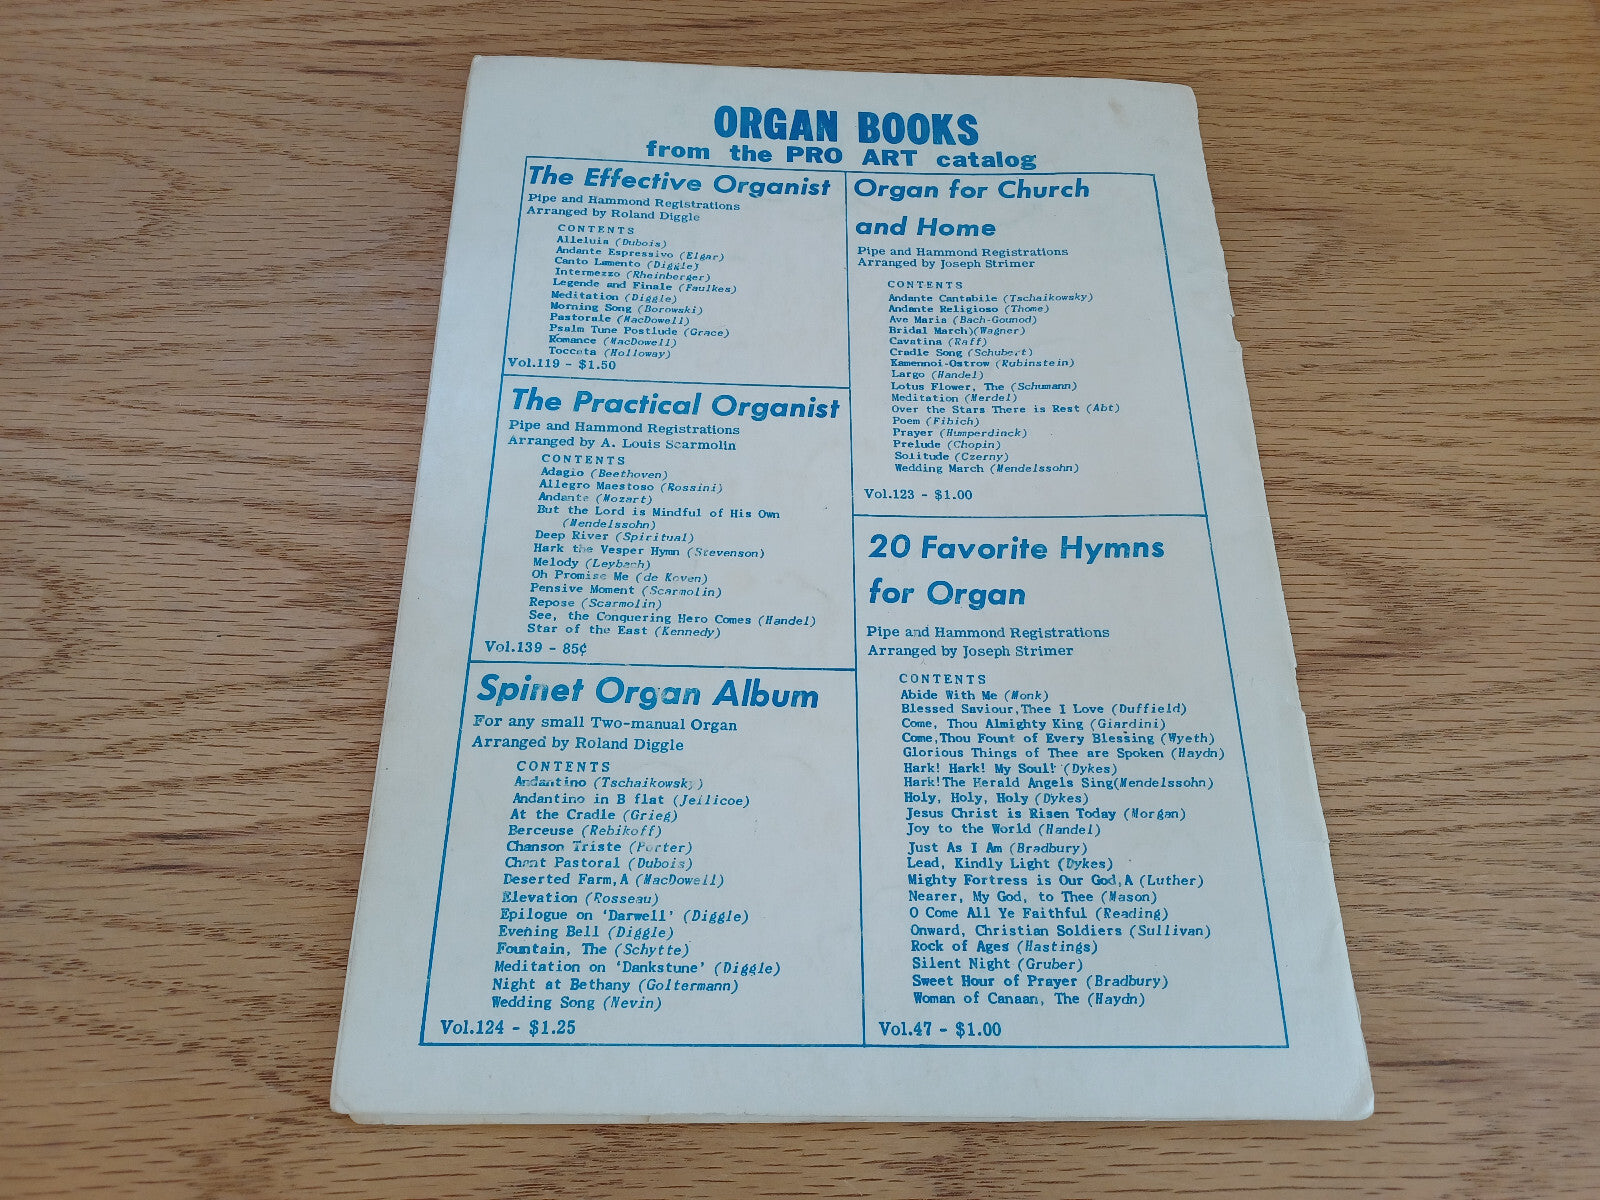 ORGAN BOOKS
from the PRO ART catalog
The Effective Organist
Pipe and Hammond Registrations
Arranged by Roland Diggle
CONTENTS
Alleluia (Dubois)
Andante Espressivo (Elgar)
Canto Lamento (Diggle)
Intermezzo (Rheinberger)
Legende and Finale (Faulkes)
Meditation (Diggle)
Morning Song (Borowski)
Pastorale (MacDowell)
Psalm Tune Postlude (Grace)
Romance (MacDowell)
Toccata (Holloway)
Vol.119 - $1.50
The Practical Organist
Pipe and Hammond Registrations
Arranged by A. Louis Scarmolin
CONTENTS
Adagio (Beethoven)
Allegro Maestoso (Rossini)
Andante (Mozart)
But the Lord is Mindful of His Own
(Mendelssohn)
Deep River (Spiritual)
Hark the Vesper Hymn (Stevenson)
Melody (Leybach)
Oh Promise Me (de Koven)
Pensive Moment (Scarmolin)
Repose (Scarmolin)
See, the Conquering Hero Comes (Handel)
Star of the East (Kennedy)
Vol.139 - 85¢
Spinet Organ Album
For any small Two-manual Organ
Arranged by Roland Diggle
CONTENTS
Andantino (Tschaikowsky)
Andantino in B flat (Jellicoe)
At the Cradle (Grieg)
Berceuse (Rebikoff)
Chanson Triste (Porter)
Chant Pastoral (Dubois)
Deserted Farm,A (MacDowell)
Elevation (Rosseau)
Epilogue on 'Darwell' (Diggle)
Evening Bell (Diggle)
Fountain, The (Schytte)
Meditation on 'Dankstune' (Diggle)
Night at Bethany (Goltermann)
Wedding Song (Nevin)
Vol.124 - $1.25
Organ for Church
and Home
Pipe and Hammond Registrations
Arranged by Joseph Strimer
CONTENTS
Andante Cantabile (Tschaikowsky)
Andante Religioso (Thome)
Ave Maria (Bach-Gounod)
Bridal March)(Wagner)
Cavatina (Raff)
Cradle Song (Schubert)
Kamennoi-Ostrow (Rubinstein)
Largo (Handel)
Lotus Flower, The (Schumann)
Meditation (Merdel)
Over the Stars There is Rest (Abt)
Poem (Fibich)
Prayer (Humperdinck)
Prelude (Chopin)
Solitude (Czerny)
Wedding March (Mendelssohn)
Vol.123 - $1.00
20 Favorite Hymns
for Organ
Pipe and Hammond Registrations
Arranged by Joseph Strimer
CONTENTS
Abide With Me (Monk)
Blessed Saviour,Thee I Love (Duffield)
Come, Thou Almighty King (Giardini)
Come,Thou Fount of Every Blessing (Wyeth)
Glorious Things of Thee are Spoken (Haydn)
Hark! Hark! My Soul! (Dykes)
Hark!The Herald Angels Sing(Mendelssohn)
Holy, Holy, Holy (Dykes)
Jesus Christ is Risen Today (Morgan)
Joy to the World (Handel)
Just As I Am (Bradbury)
Lead, Kindly Light (Dykes)
Mighty Fortress is Our God,A (Luther)
Nearer, My God, to Thee (Mason)
O Come All Ye Faithful (Reading)
Onward, Christian Soldiers (Sullivan)
Rock of Ages (Hastings)
Silent Night (Gruber)
Sweet Hour of Prayer (Bradbury)
Woman of Canaan, The (Haydn)
Vol.47 - $1.00